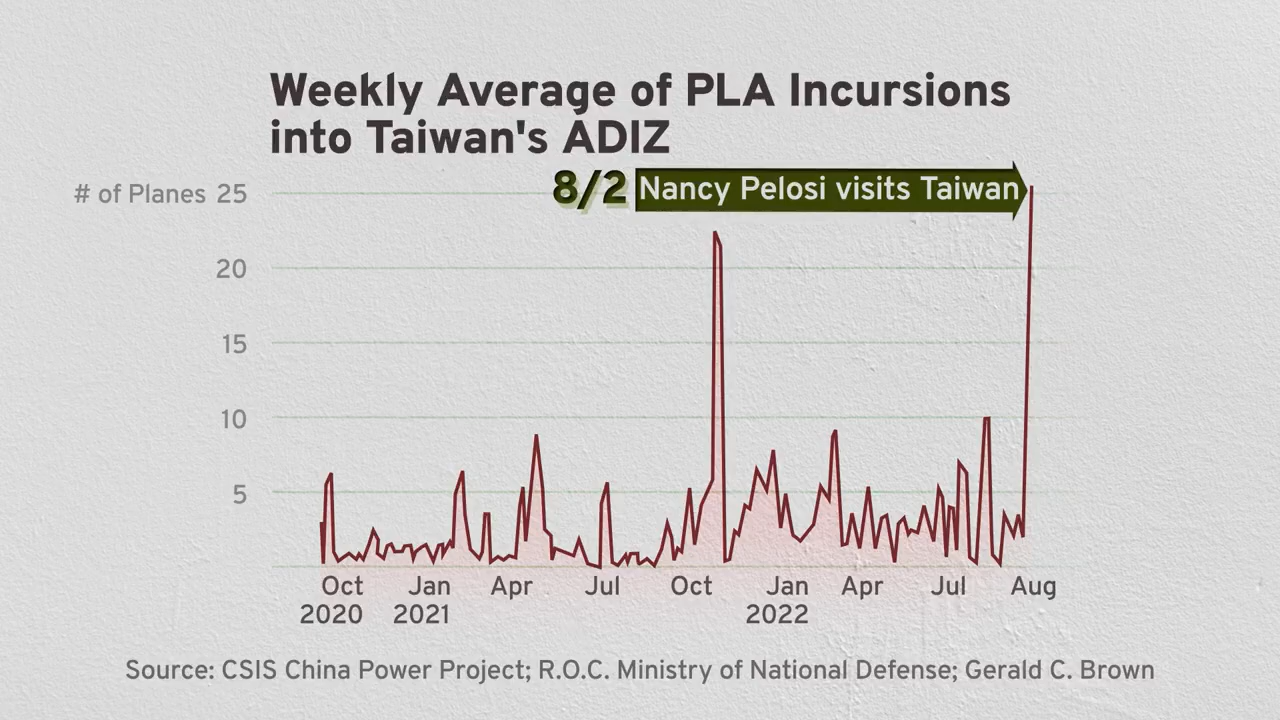 Weekly Average of PLA Incursions
into Taiwan's ADIZ
8/2 Nancy Pelosi visits Taiwan
# of Planes 25
20
15
10
5
Oct Jan Apr Jul Oct Jan Apr Jul Aug
2020 2021 2022
Source: CSIS China Power Project; R.O.C. Ministry of National Defense; Gerald C. Brown